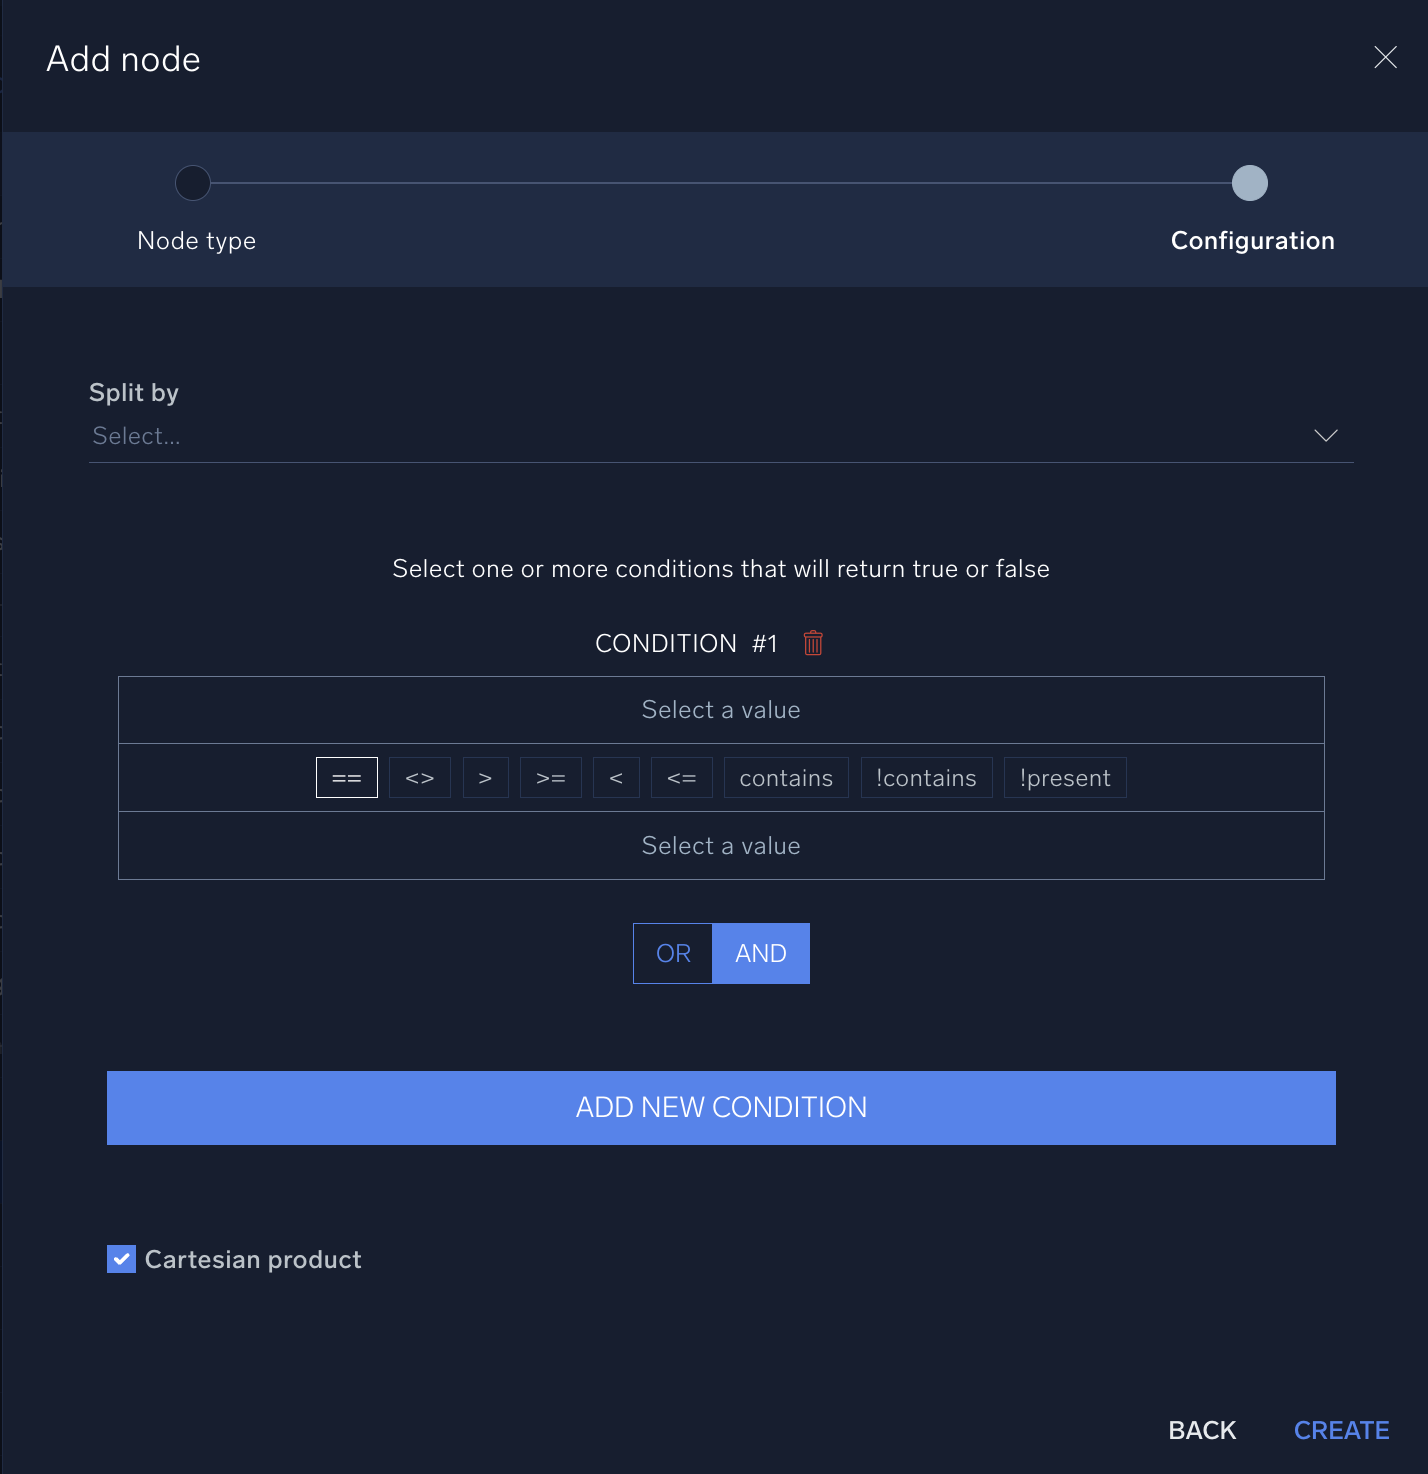 Add node
Node type
Configuration
Split by
Select...
Select one or more conditions that will return true or false
CONDITION #1
Select a value
== <> > >= < <= contains !contains !present
Select a value
OR AND
ADD NEW CONDITION
Cartesian product
BACK CREATE